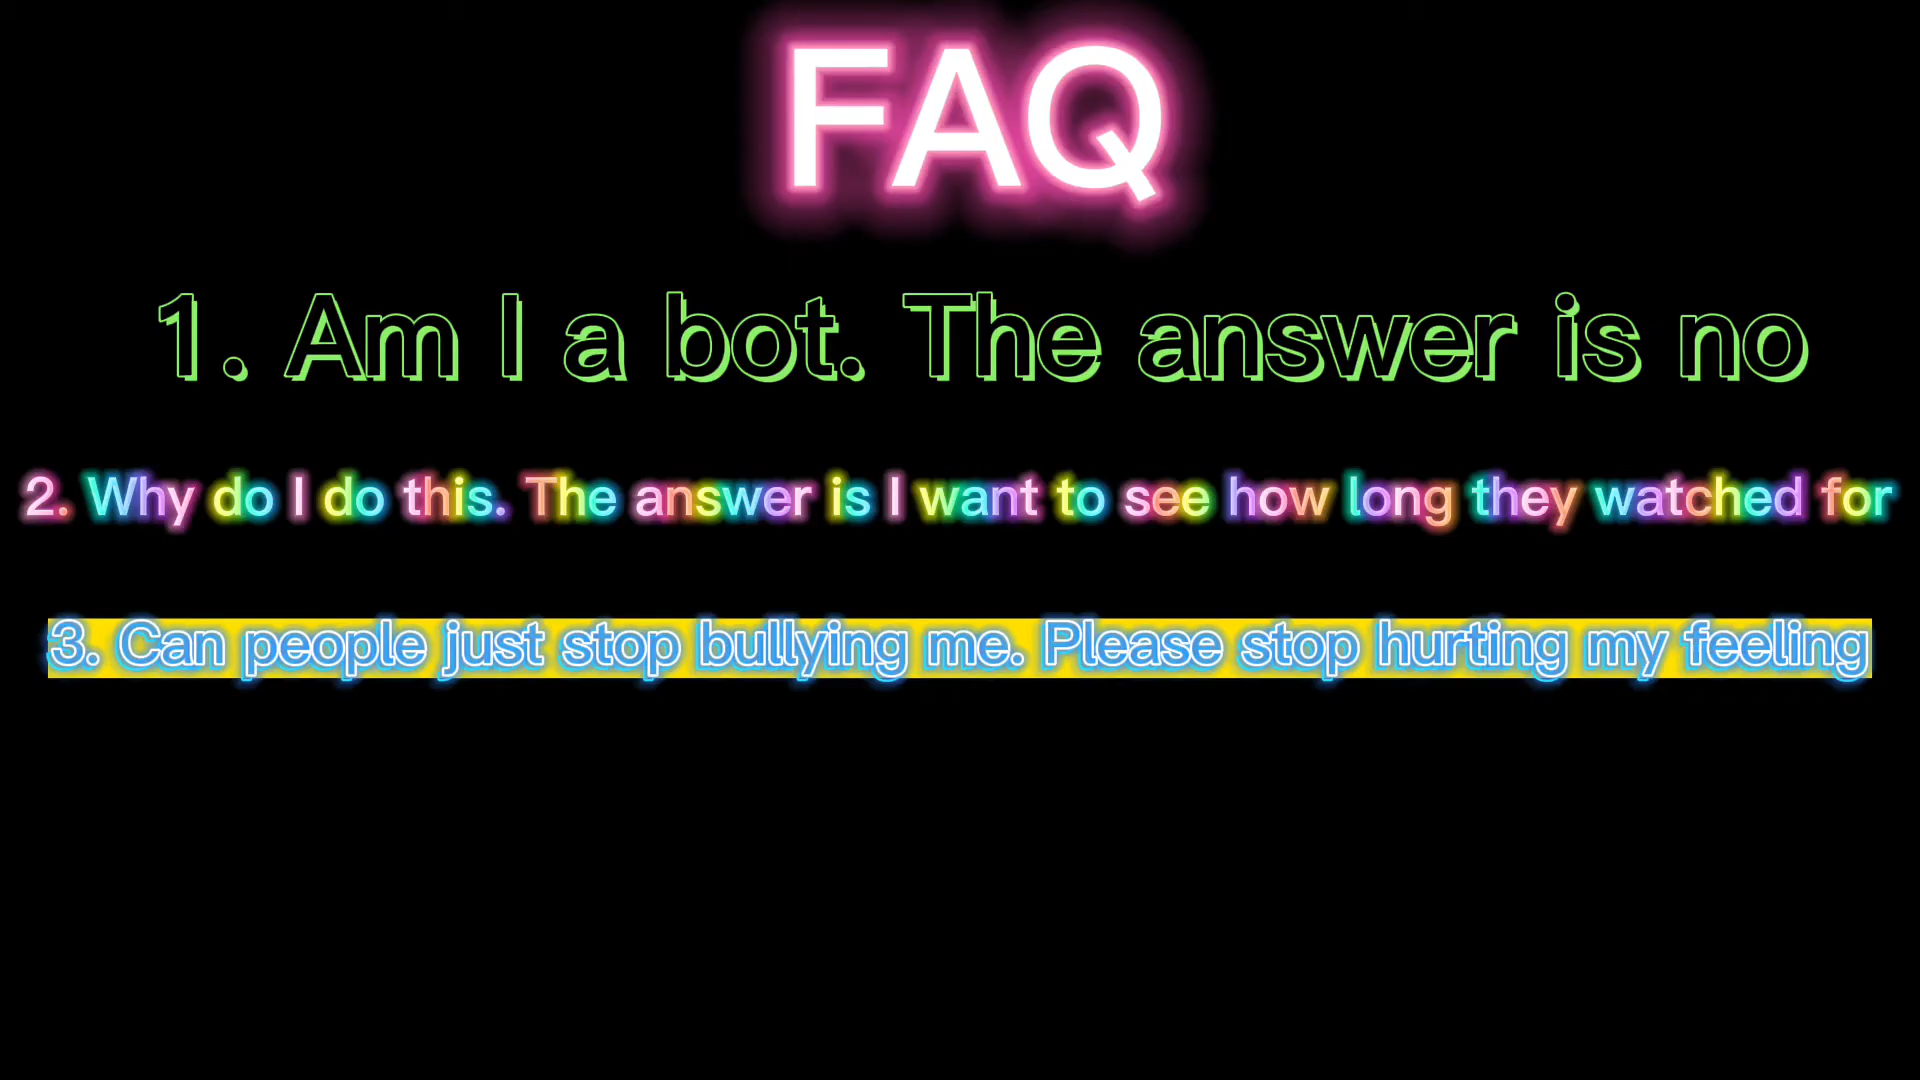 FAQ
1. Am I a bot. The answer is no
2. Why do I do this. The answer is I want to see how long they watched for
3. Can people just stop bullying me. Please stop hurting my feeling